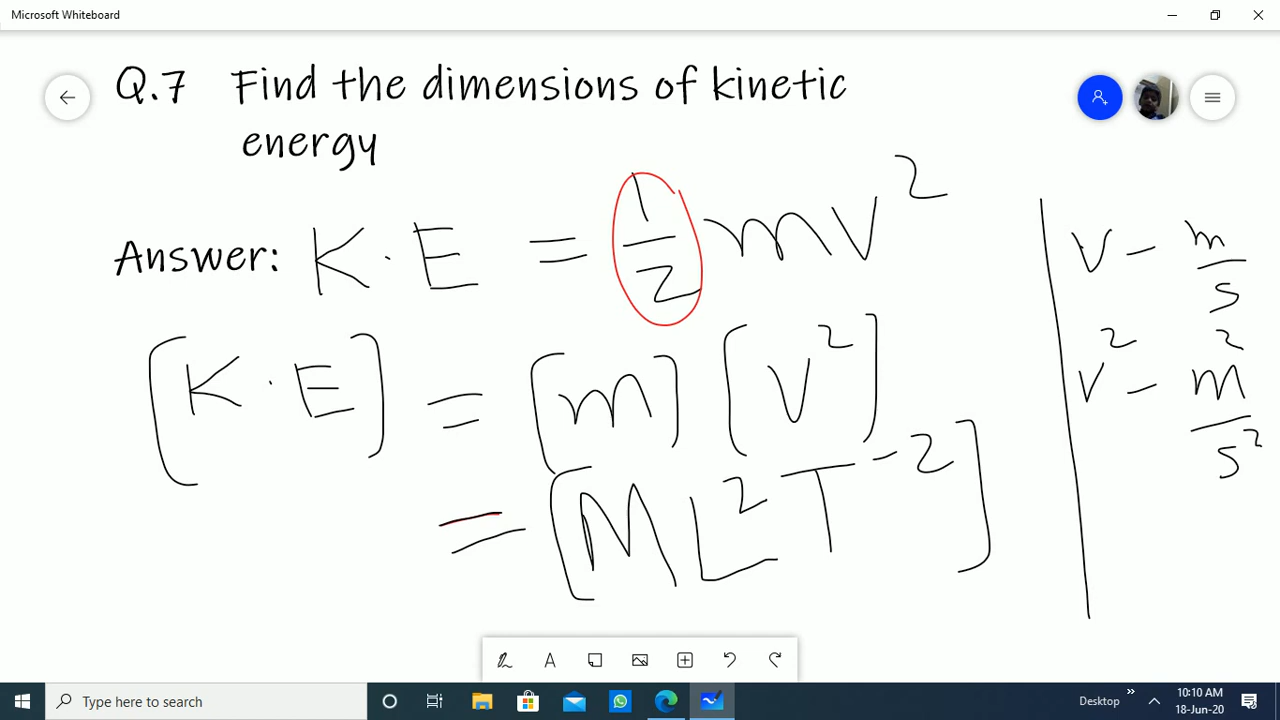 Microsoft Whiteboard
Q.7 Find the dimensions of kinetic
energy
Answer: K·E = 1/2 mv²
[K·E] = [m] [v²]
= [M L² T⁻²]
V - m/s
V² - m²/s²
Type here to search
Desktop
10:10 AM
18-Jun-20